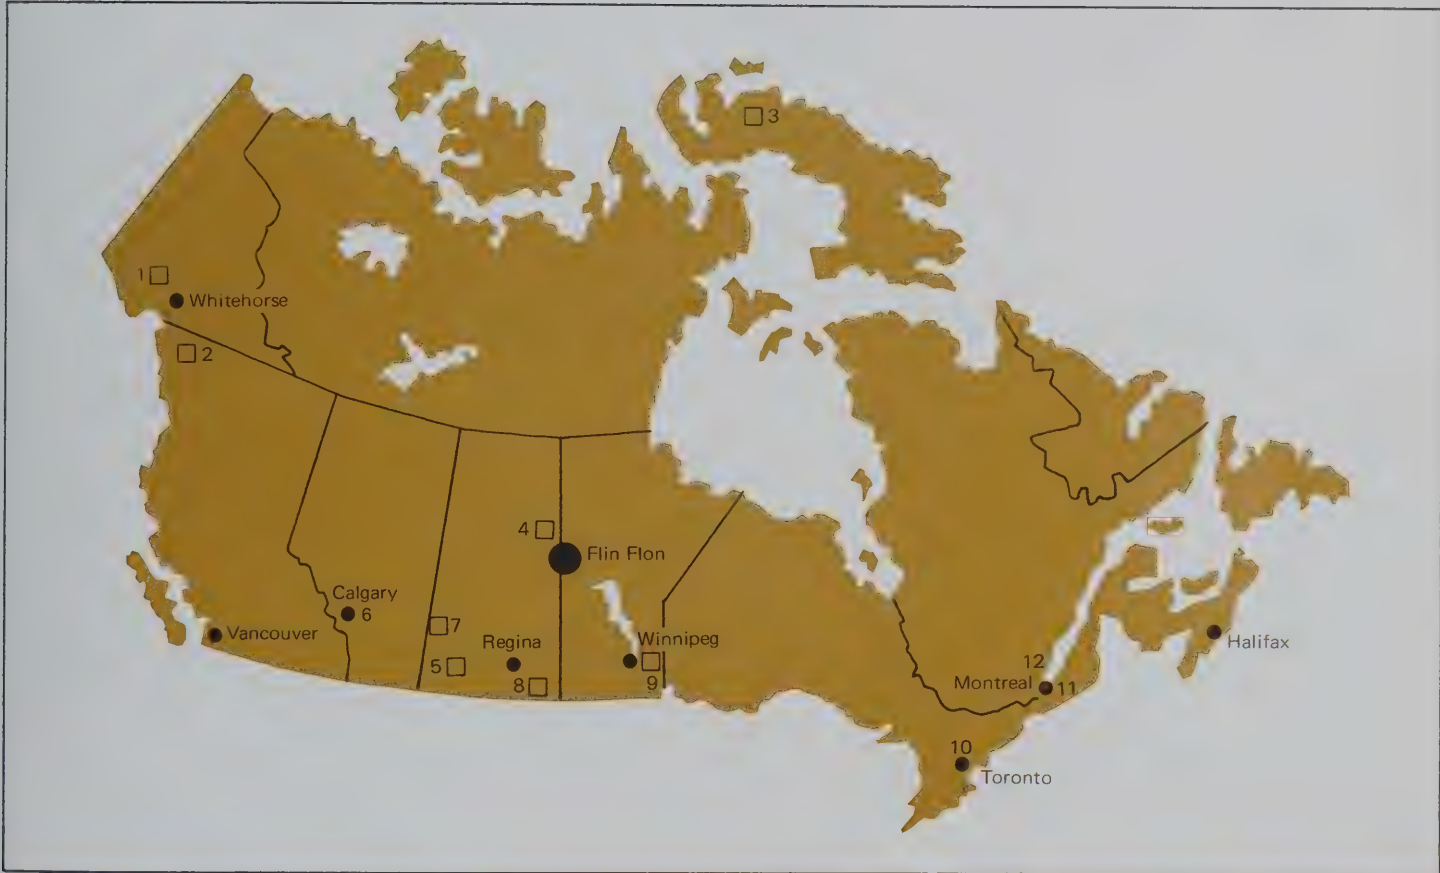 3
1
Whitehorse
2
4
Flin Flon
Calgary
6
Vancouver
7
Regina
5
8
Winnipeg
9
Halifax
12
Montreal
11
10
Toronto